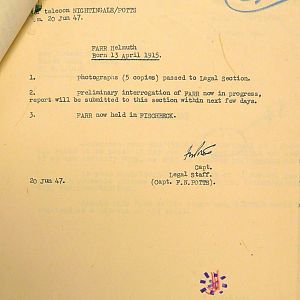 telecon NIGHTINGALE/POTTS
20 Jun 47.
FARR Helmuth
Born 13 April 1915.
1. photographs (5 copies) passed to Legal Section.
2. preliminary interrogation of FARR now in progress,
report will be submitted to this section within next few days.
3. FARR now held in FISCHBECK.
Capt.
Legal Staff.
20 Jun 47. (Capt. F.N.POTTS)